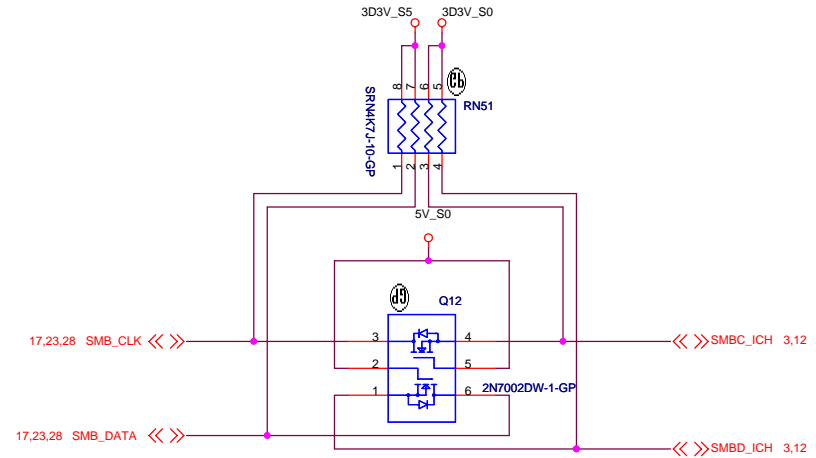 3D3V_S5 3D3V_S0
8 7 6 5
RN51
SRN4K7J-10-GP
1 2 3 4
5V_S0
Q12
17,23,28 SMB_CLK
3 4
SMBC_ICH 3,12
2 5
1 6
2N7002DW-1-GP
17,23,28 SMB_DATA
SMBD_ICH 3,12